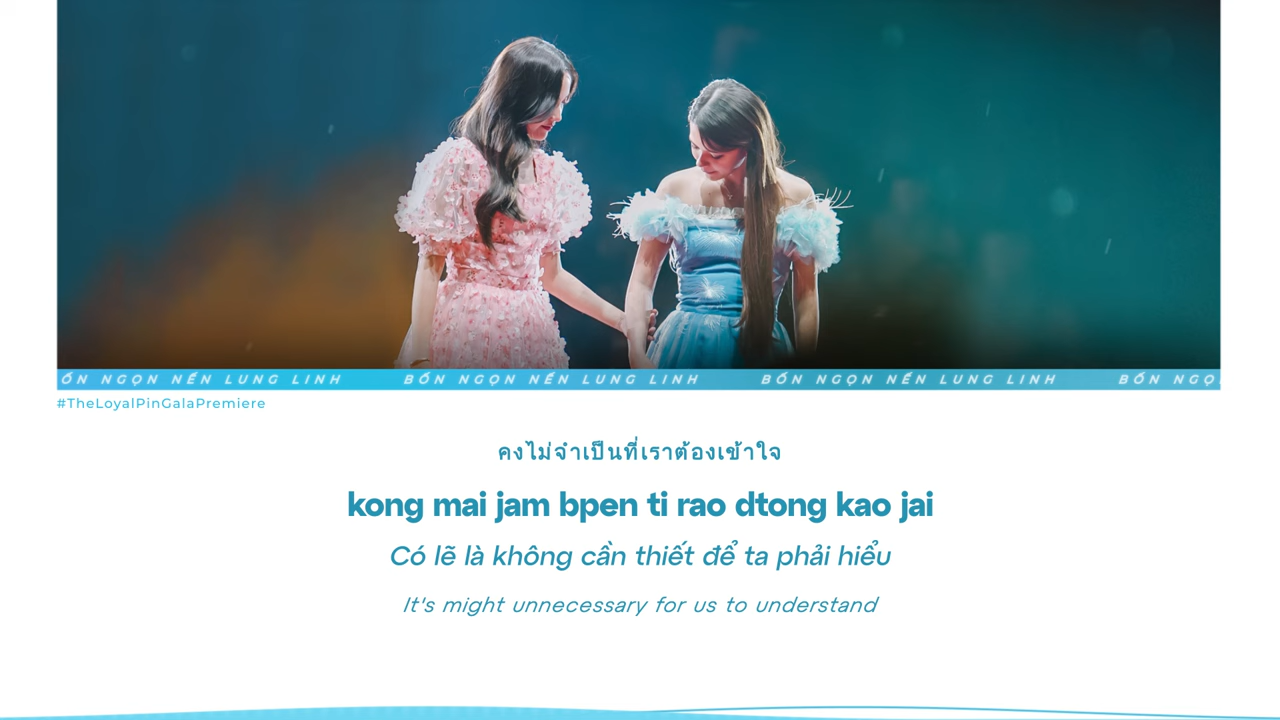 ỐN NGỌN NẾN LUNG LINH BỐN NGỌN NẾN LUNG LINH BỐN NGỌN NẾN LUNG LINH BỐN NGỌ
#TheLoyalPinGalaPremiere
คงไม่จำเป็นที่เราต้องเข้าใจ
kong mai jam bpen ti rao dtong kao jai
Có lẽ là không cần thiết để ta phải hiểu
It's might unnecessary for us to understand